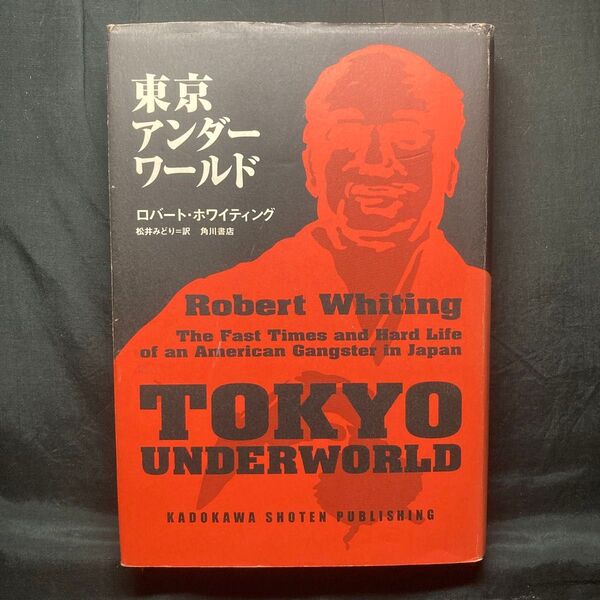 東京
アンダー
ワールド
ロバート・ホワイティング
松井みどり=訳 角川書店
Robert Whiting
The Fast Times and Hard Life
of an American Gangster in Japan
TOKYO
UNDERWORLD
KADOKAWA SHOTEN PUBLISHING